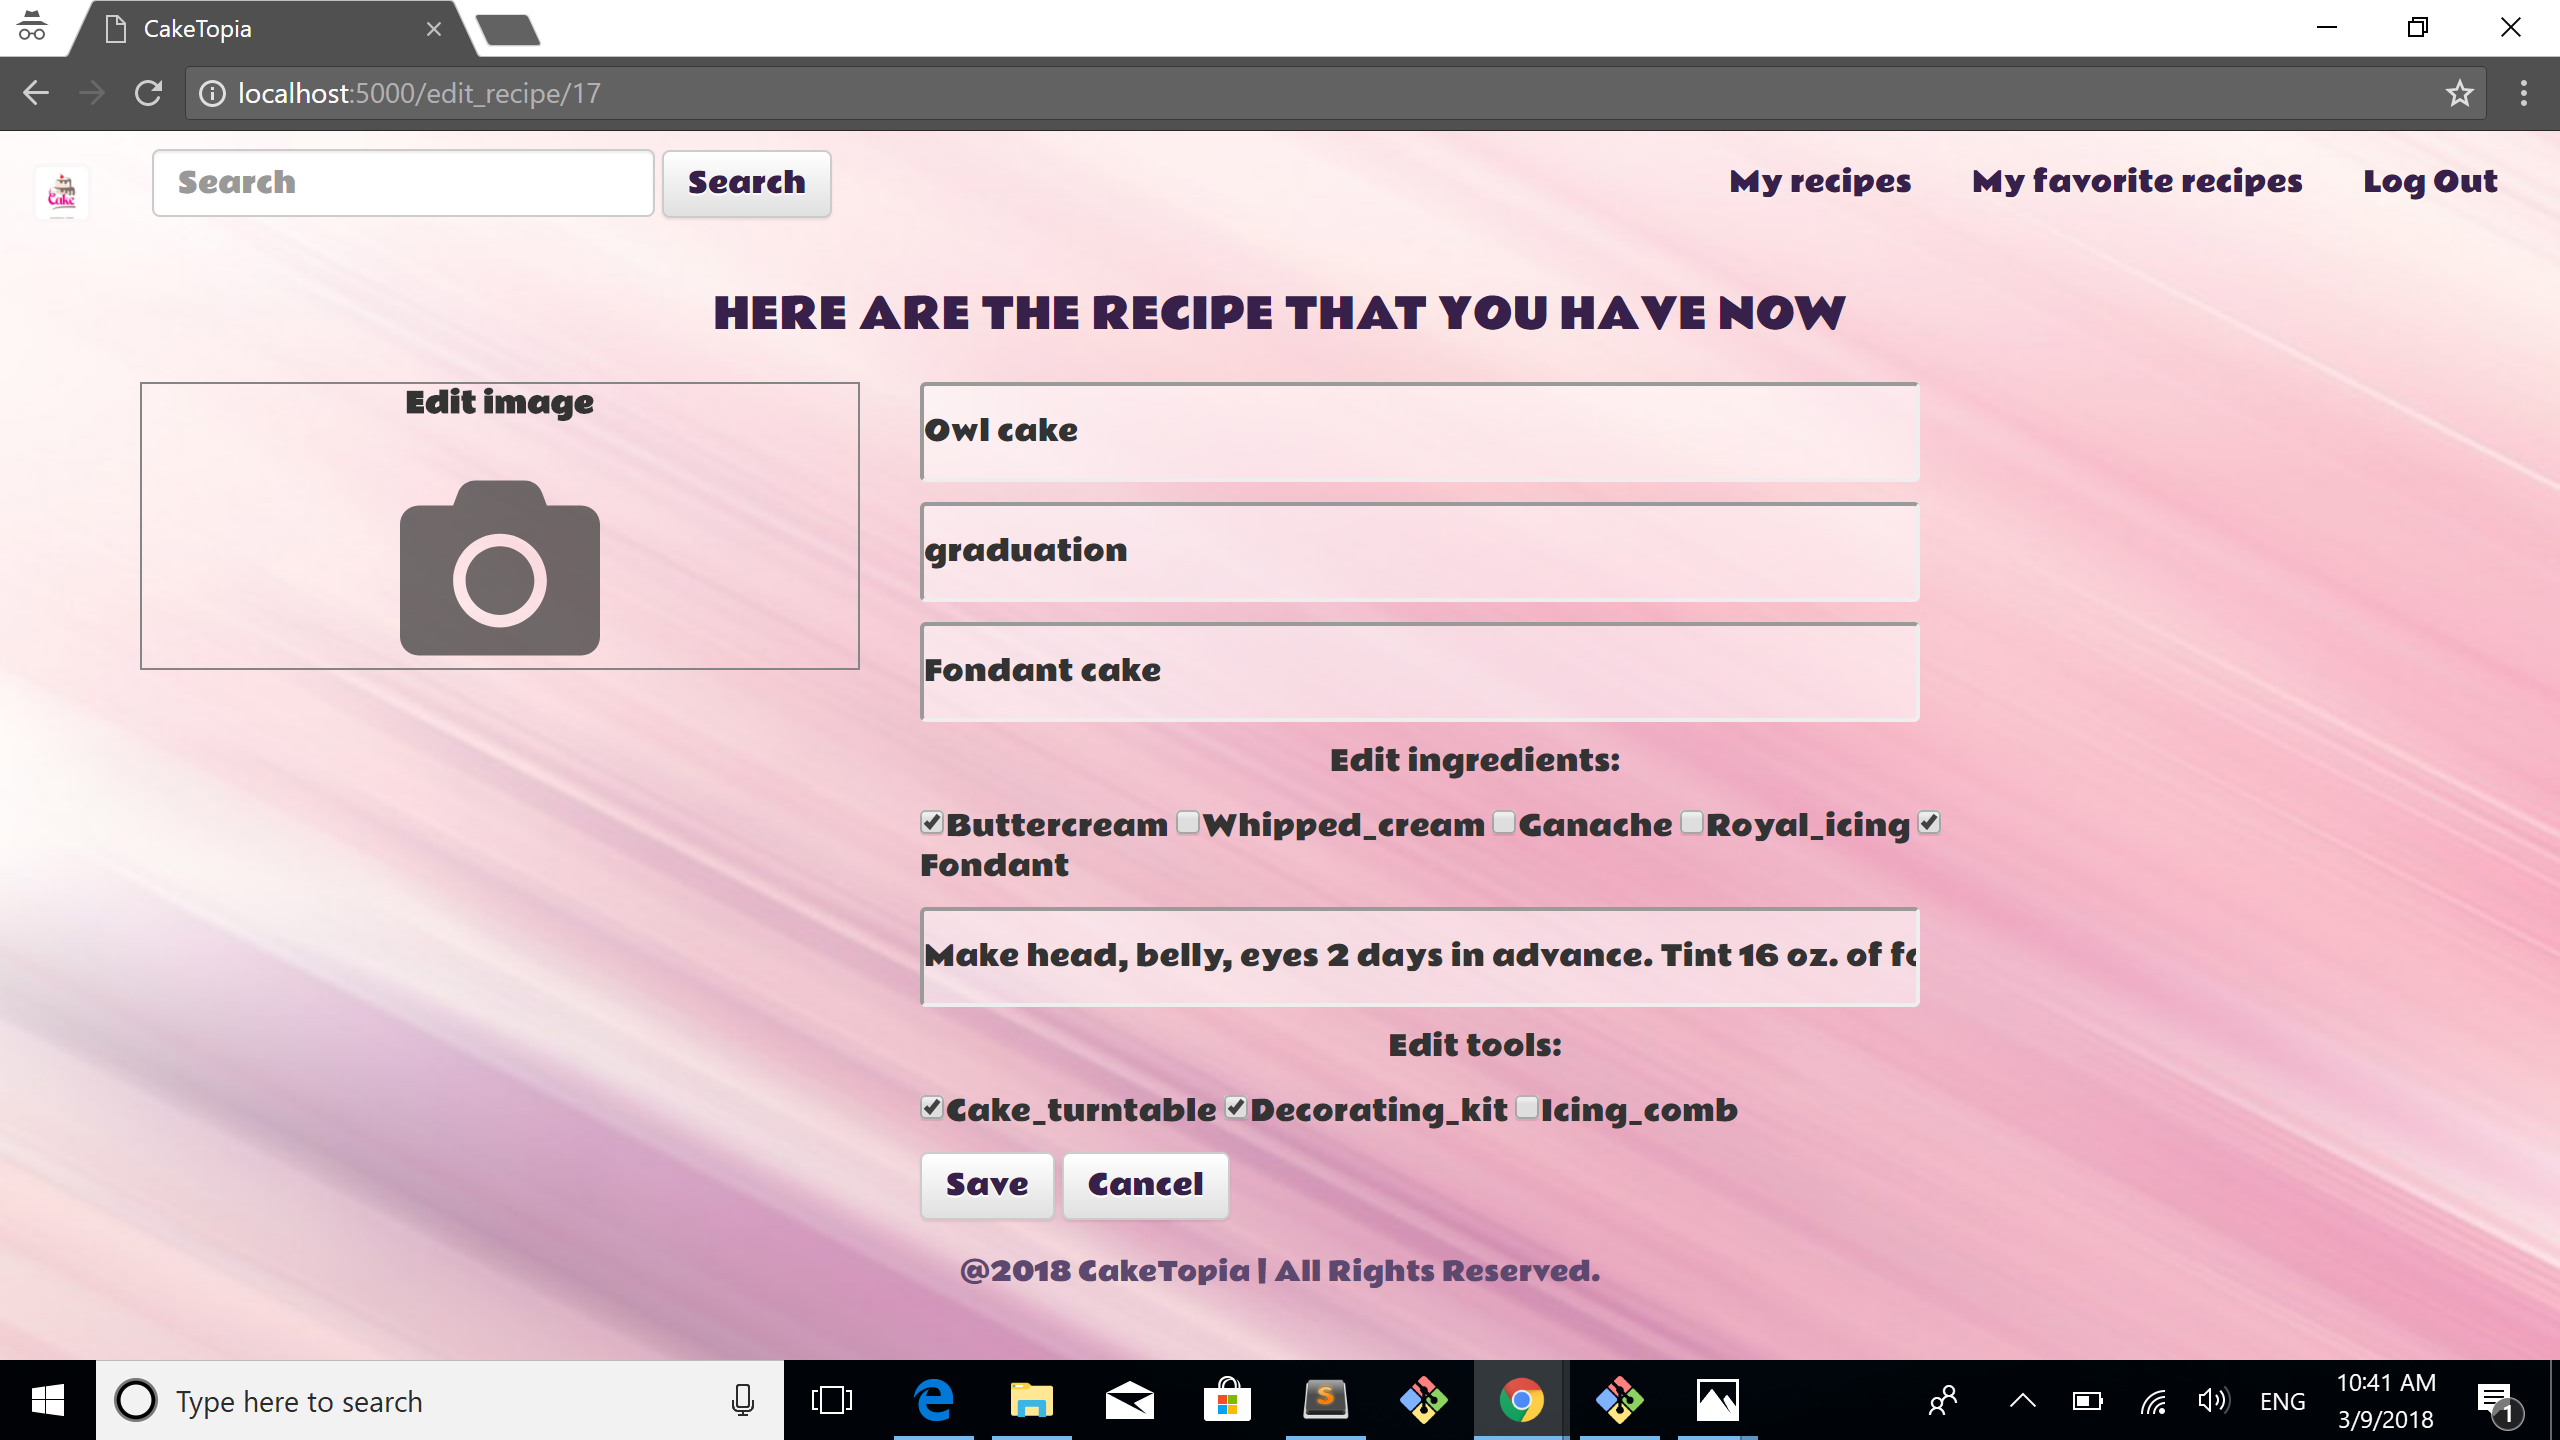 CakeTopia
localhost:5000/edit_recipe/17
Cake
Search
Search
My recipes
My favorite recipes
Log Out
HERE ARE THE RECIPE THAT YOU HAVE NOW
Edit image
Owl cake
graduation
Fondant cake
Edit ingredients:
Buttercream Whipped_cream Ganache Royal_icing
Fondant
Make head, belly, eyes 2 days in advance. Tint 16 oz. of fo
Edit tools:
Cake_turntable Decorating_kit Icing_comb
Save Cancel
@2018 CakeTopia | All Rights Reserved.
Type here to search
S
ENG
10:41 AM
3/9/2018
1